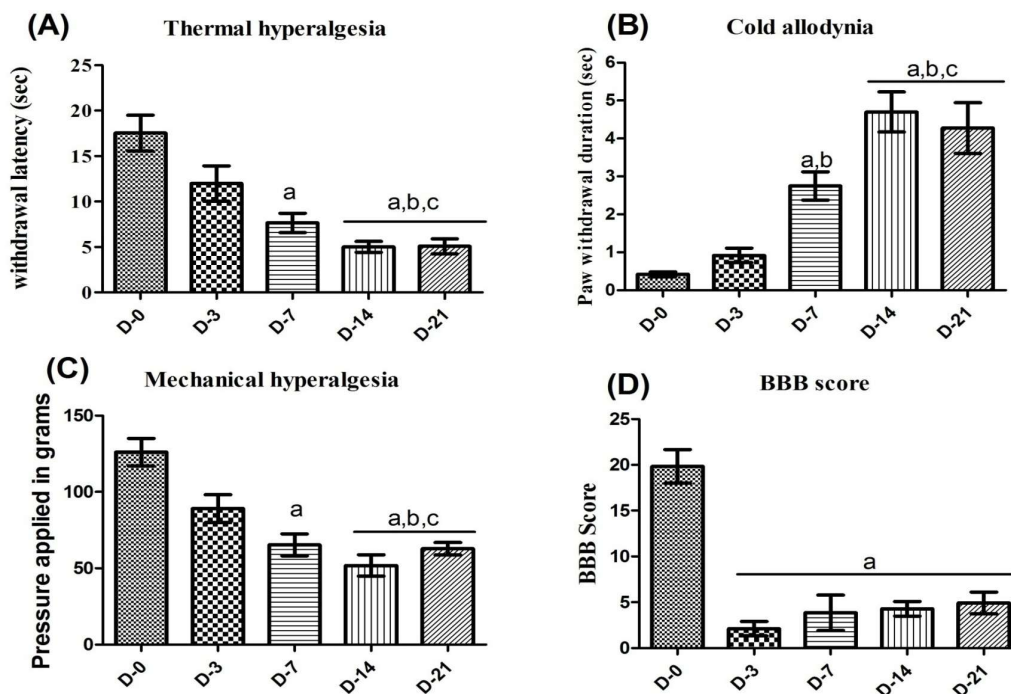 (A)
Thermal hyperalgesia
withdrawal latency (sec)
25
20
15
10
5
0
a
a,b,c
D-0
D-3
D-7
D-14
D-21
(B)
Cold allodynia
Paw withdrawal duration (sec)
6
5
4
3
2
1
0
a,b
a,b,c
D-0
D-3
D-7
D-14
D-21
(C)
Mechanical hyperalgesia
Pressure applied in grams
150
100
50
0
a
a,b,c
D-0
D-3
D-7
D-14
D-21
(D)
BBB score
BBB Score
25
20
15
10
5
0
a
D-0
D-3
D-7
D-14
D-21